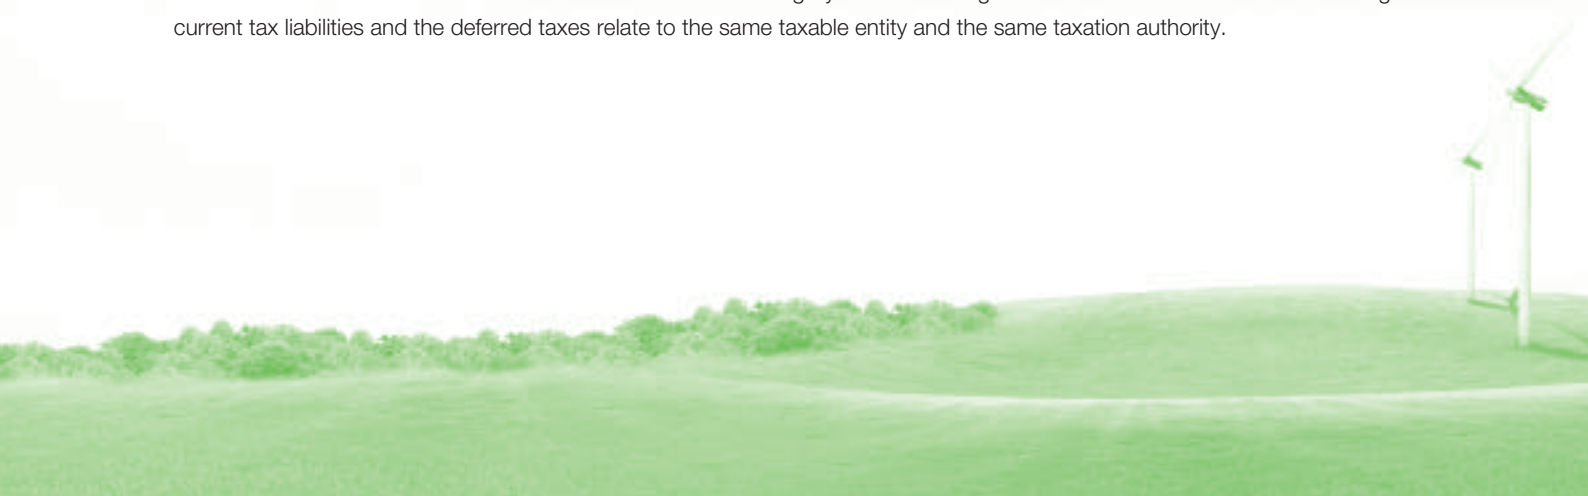 current tax liabilities and the deferred taxes relate to the same taxable entity and the same taxation authority.